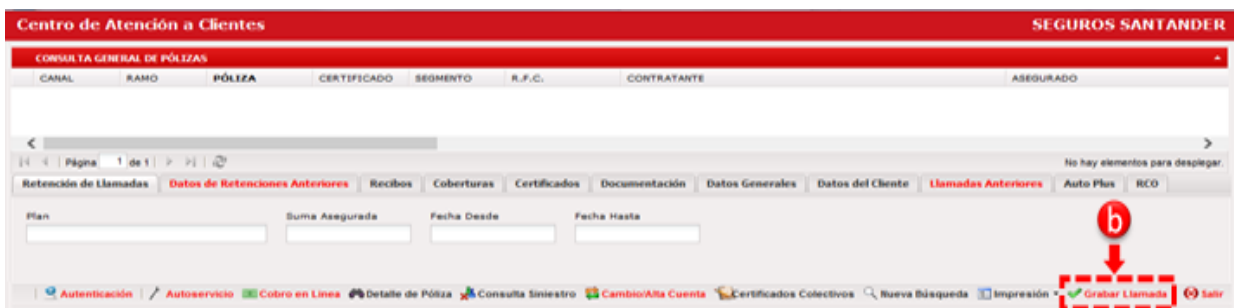 Centro de Atención a Clientes SEGUROS SANTANDER
CONSULTA GENERAL DE PÓLIZAS
CANAL RAMO PÓLIZA CERTIFICADO SEGMENTO R.F.C. CONTRATANTE ASEGURADO
Página 1 de 1 No hay elementos para desplegar.
Retención de Llamadas Datos de Retenciones Anteriores Recibos Coberturas Certificados Documentación Datos Generales Datos del Cliente Llamadas Anteriores Auto Plus RCO
Plan Suma Asegurada Fecha Desde Fecha Hasta
b
Autenticación Autoservicio Cobro en Linea Detalle de Póliza Consulta Siniestro Cambio/Alta Cuenta Certificados Colectivos Nueva Búsqueda Impresión Grabar Llamada Salir